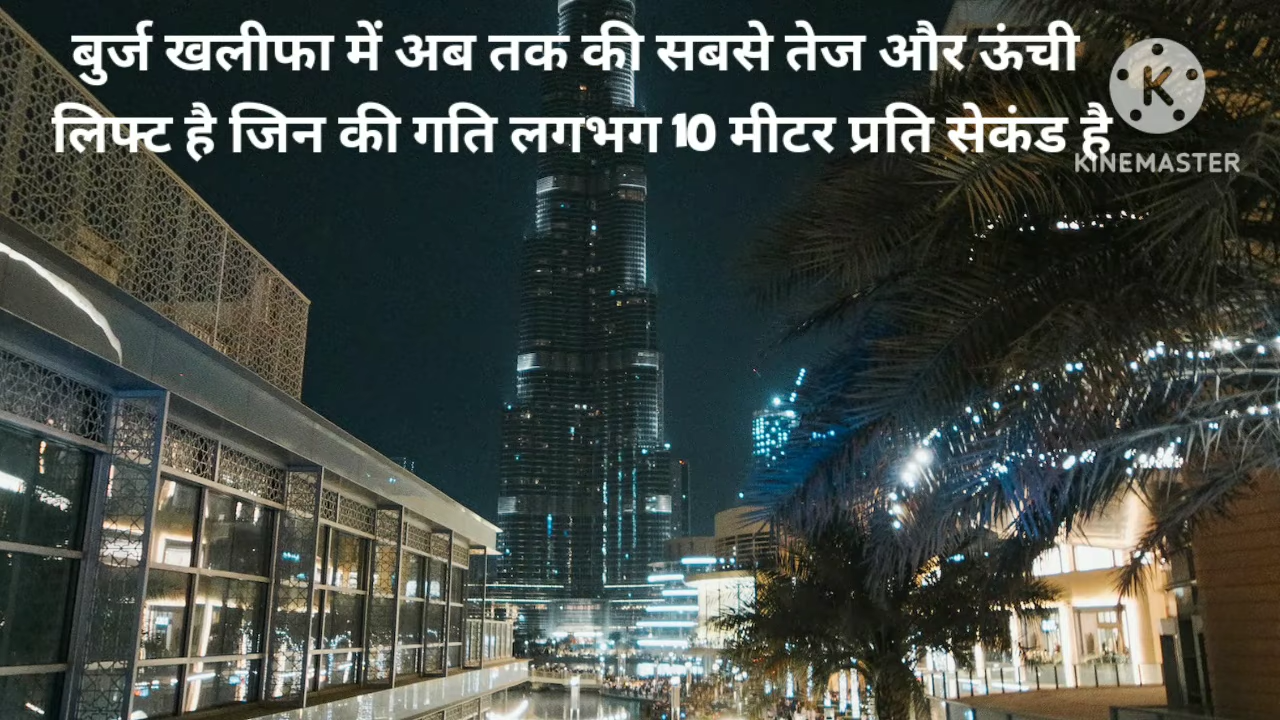 बुर्ज खलीफा में अब तक की सबसे तेज और ऊंची
लिफ्ट है जिन की गति लगभग 10 मीटर प्रति सेकंड है
K
KINEMASTER